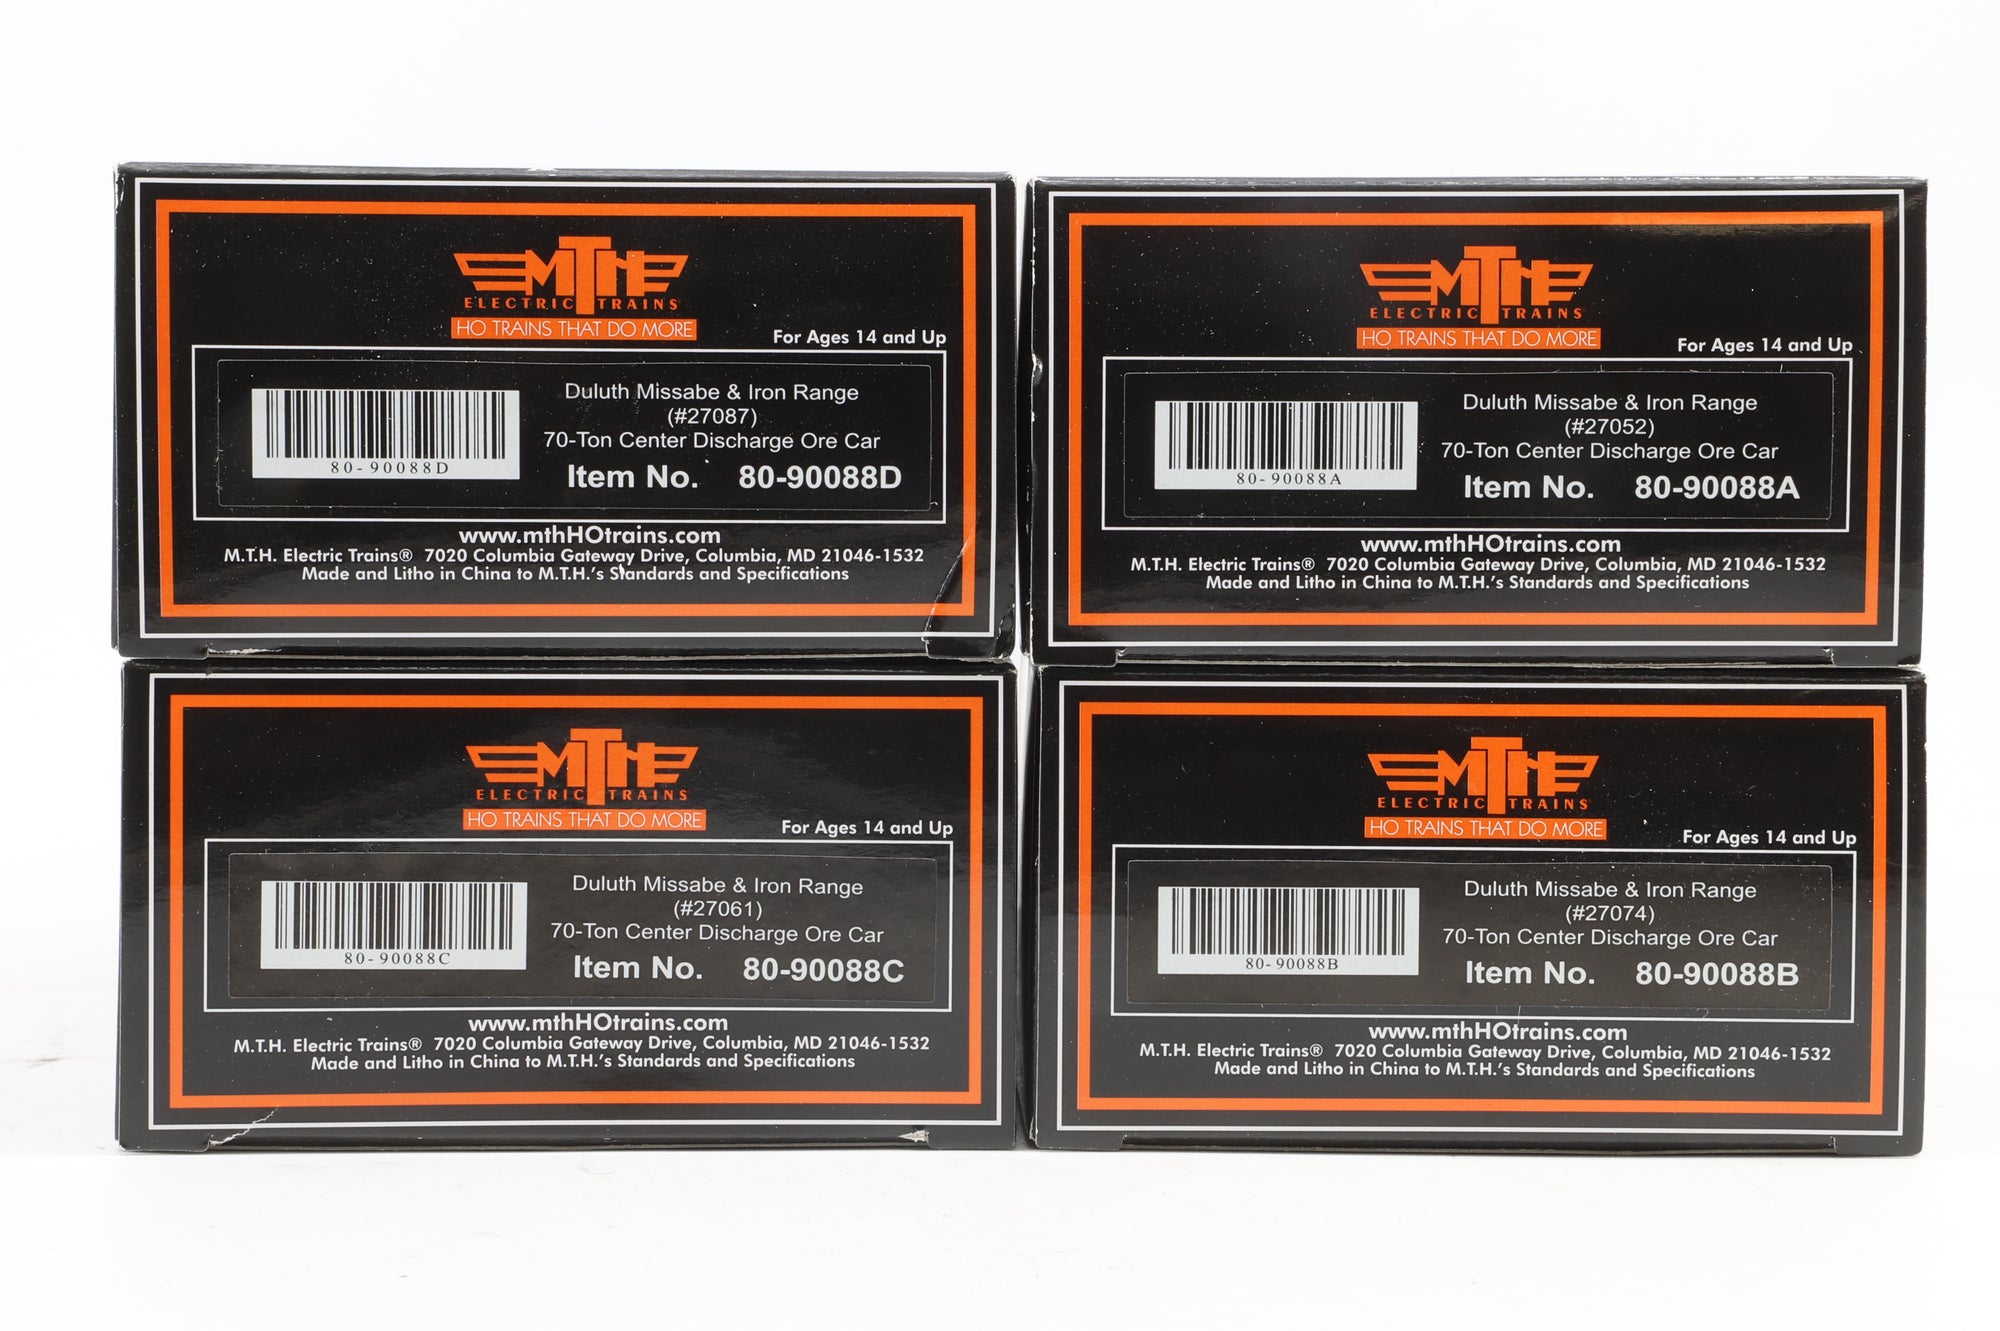 MTH
ELECTRIC TRAINS
HO TRAINS THAT DO MORE
For Ages 14 and Up
Duluth Missabe & Iron Range
(#27087)
70-Ton Center Discharge Ore Car
Item No. 80-90088D
80-90088D
www.mthHOtrains.com
M.T.H. Electric Trains® 7020 Columbia Gateway Drive, Columbia, MD 21046-1532
Made and Litho in China to M.T.H.'s Standards and Specifications
MTH
ELECTRIC TRAINS
HO TRAINS THAT DO MORE
For Ages 14 and Up
Duluth Missabe & Iron Range
(#27052)
70-Ton Center Discharge Ore Car
Item No. 80-90088A
80-90088A
www.mthHOtrains.com
M.T.H. Electric Trains® 7020 Columbia Gateway Drive, Columbia, MD 21046-1532
Made and Litho in China to M.T.H.'s Standards and Specifications
MTH
ELECTRIC TRAINS
HO TRAINS THAT DO MORE
For Ages 14 and Up
Duluth Missabe & Iron Range
(#27061)
70-Ton Center Discharge Ore Car
Item No. 80-90088C
80-90088C
www.mthHOtrains.com
M.T.H. Electric Trains® 7020 Columbia Gateway Drive, Columbia, MD 21046-1532
Made and Litho in China to M.T.H.'s Standards and Specifications
MTH
ELECTRIC TRAINS
HO TRAINS THAT DO MORE
For Ages 14 and Up
Duluth Missabe & Iron Range
(#27074)
70-Ton Center Discharge Ore Car
Item No. 80-90088B
80-90088B
www.mthHOtrains.com
M.T.H. Electric Trains® 7020 Columbia Gateway Drive, Columbia, MD 21046-1532
Made and Litho in China to M.T.H.'s Standards and Specifications